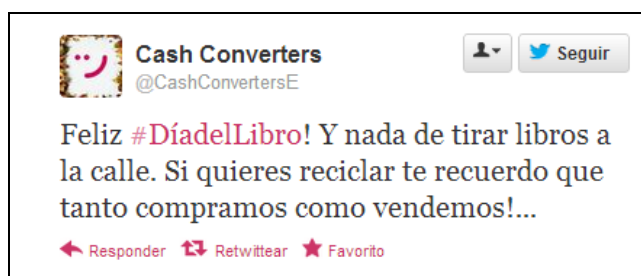 Cash Converters
@CashConvertersE
Seguir
Feliz #DíadelLibro! Y nada de tirar libros a
la calle. Si quieres reciclar te recuerdo que
tanto compramos como vendemos!...
Responder Retwittear Favorito